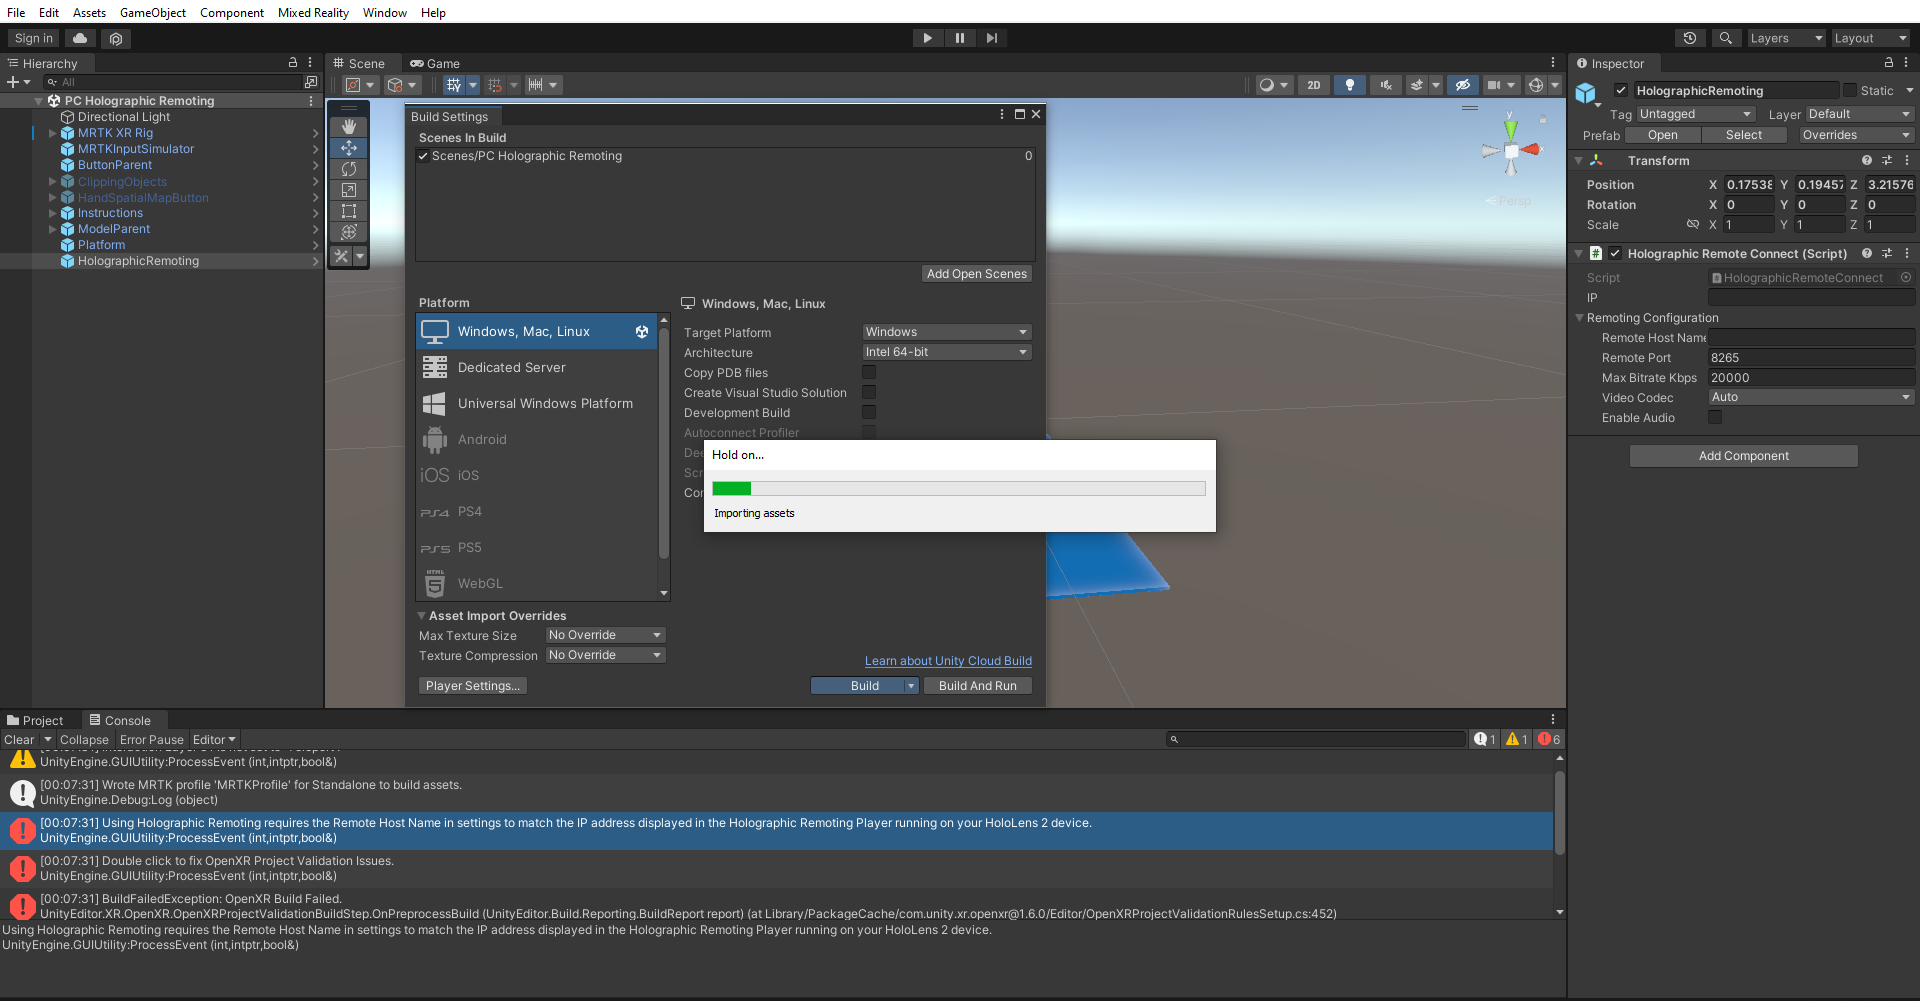 File Edit Assets GameObject Component Mixed Reality Window Help
Sign in
Layers Layout
Hierarchy
All
PC Holographic Remoting
Directional Light
MRTK XR Rig
MRTKInputSimulator
ButtonParent
ClippingObjects
HandSpatialMapButton
Instructions
ModelParent
Platform
HolographicRemoting
Scene Game
2D
y
Persp
Build Settings
Scenes In Build
Scenes/PC Holographic Remoting 0
Add Open Scenes
Platform
Windows, Mac, Linux
Dedicated Server
Universal Windows Platform
Android
iOS iOS
PS4 PS4
PS5 PS5
HTML 5 WebGL
Windows, Mac, Linux
Target Platform Windows
Architecture Intel 64-bit
Copy PDB files
Create Visual Studio Solution
Development Build
Autoconnect Profiler
Dee
Scr
Cor
Hold on...
Importing assets
Asset Import Overrides
Max Texture Size No Override
Texture Compression No Override
Learn about Unity Cloud Build
Player Settings... Build Build And Run
Inspector
HolographicRemoting Static
Tag Untagged Layer Default
Prefab Open Select Overrides
Transform
Position X 0.17538 Y 0.19457 Z 3.21576
Rotation X 0 Y 0 Z 0
Scale X 1 Y 1 Z 1
# Holographic Remote Connect (Script)
Script HolographicRemoteConnect
IP
Remoting Configuration
Remote Host Name
Remote Port 8265
Max Bitrate Kbps 20000
Video Codec Auto
Enable Audio
Add Component
Project Console
Clear Collapse Error Pause Editor
1 1 6
UnityEngine.GUIUtility:ProcessEvent (int,intptr,bool&)
[00:07:31] Wrote MRTK profile 'MRTKProfile' for Standalone to build assets.
UnityEngine.Debug:Log (object)
[00:07:31] Using Holographic Remoting requires the Remote Host Name in settings to match the IP address displayed in the Holographic Remoting Player running on your HoloLens 2 device.
UnityEngine.GUIUtility:ProcessEvent (int,intptr,bool&)
[00:07:31] Double click to fix OpenXR Project Validation Issues.
UnityEngine.GUIUtility:ProcessEvent (int,intptr,bool&)
[00:07:31] BuildFailedException: OpenXR Build Failed.
UnityEditor.XR.OpenXR.OpenXRProjectValidationBuildStep.OnPreprocessBuild (UnityEditor.Build.Reporting.BuildReport report) (at Library/PackageCache/com.unity.xr.openxr@1.6.0/Editor/OpenXRProjectValidationRulesSetup.cs:452)
Using Holographic Remoting requires the Remote Host Name in settings to match the IP address displayed in the Holographic Remoting Player running on your HoloLens 2 device.
UnityEngine.GUIUtility:ProcessEvent (int,intptr,bool&)